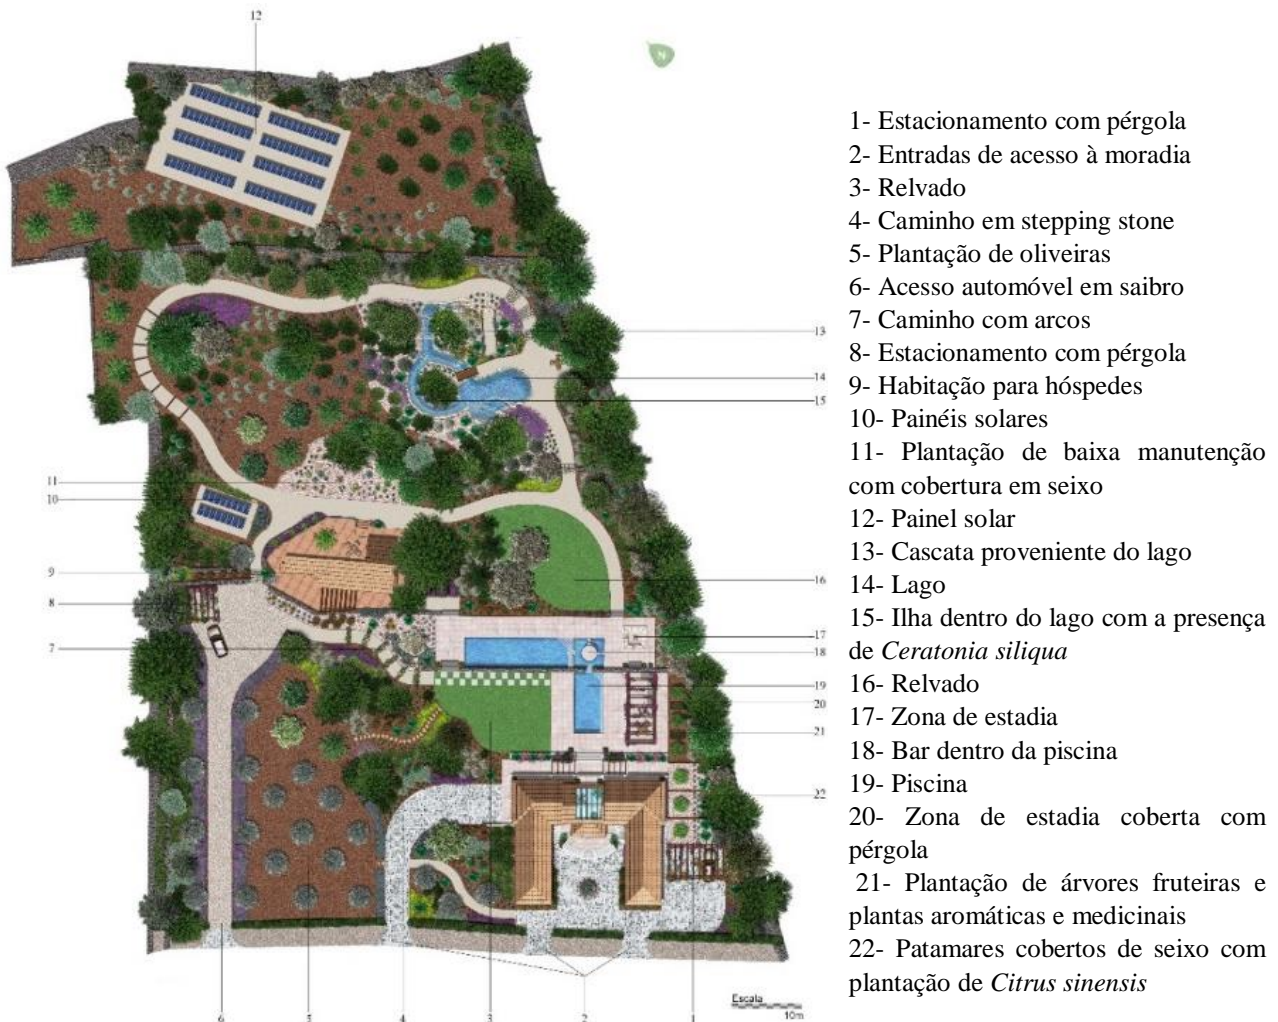 12
N
1- Estacionamento com pérgola
2- Entradas de acesso à moradia
3- Relvado
4- Caminho em stepping stone
5- Plantação de oliveiras
6- Acesso automóvel em saibro
7- Caminho com arcos
8- Estacionamento com pérgola
9- Habitação para hóspedes
10- Painéis solares
11- Plantação de baixa manutenção
com cobertura em seixo
12- Painel solar
13- Cascata proveniente do lago
14- Lago
15- Ilha dentro do lago com a presença
de Ceratonia siliqua
16- Relvado
17- Zona de estadia
18- Bar dentro da piscina
19- Piscina
20- Zona de estadia coberta com
pérgola
21- Plantação de árvores fruteiras e
plantas aromáticas e medicinais
22- Patamares cobertos de seixo com
plantação de Citrus sinensis
13
14
15
11
10
9
16
8
17
7
18
19
20
21
22
Escala
10m
6 5 4 3 2 1